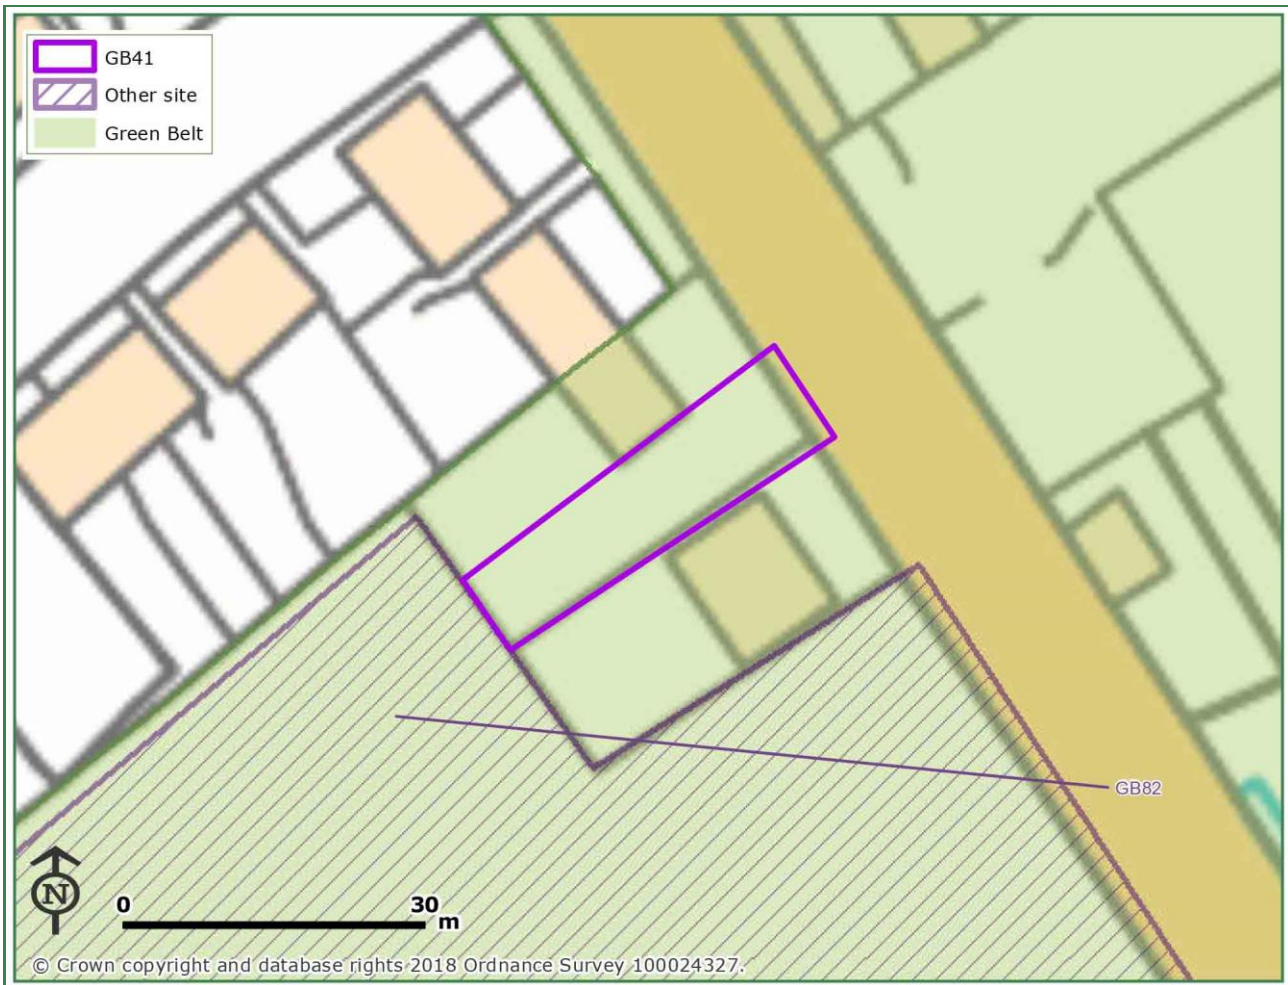 GB41
Other site
Green Belt
GB82
N
0 30 m
© Crown copyright and database rights 2018 Ordnance Survey 100024327.